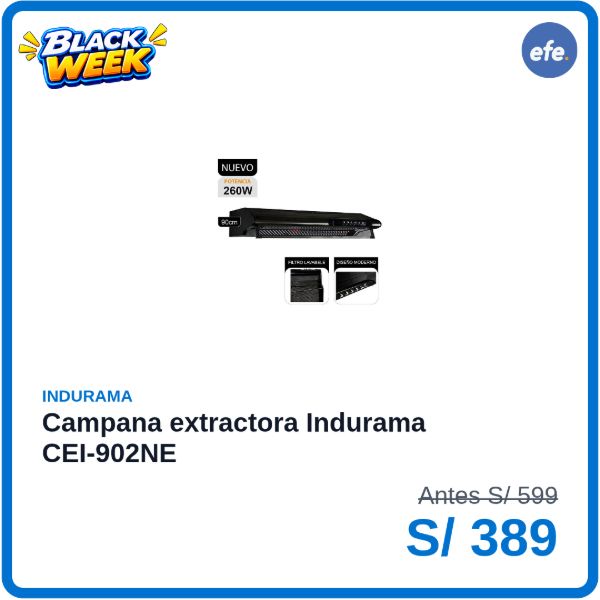 BLACK
WEEK
efe.
NUEVO
POTENCIA
260W
90cm
FILTRO LAVABLE
DISEÑO MODERNO
INDURAMA
Campana extractora Indurama
CEI-902NE
Antes S/ 599
S/ 389